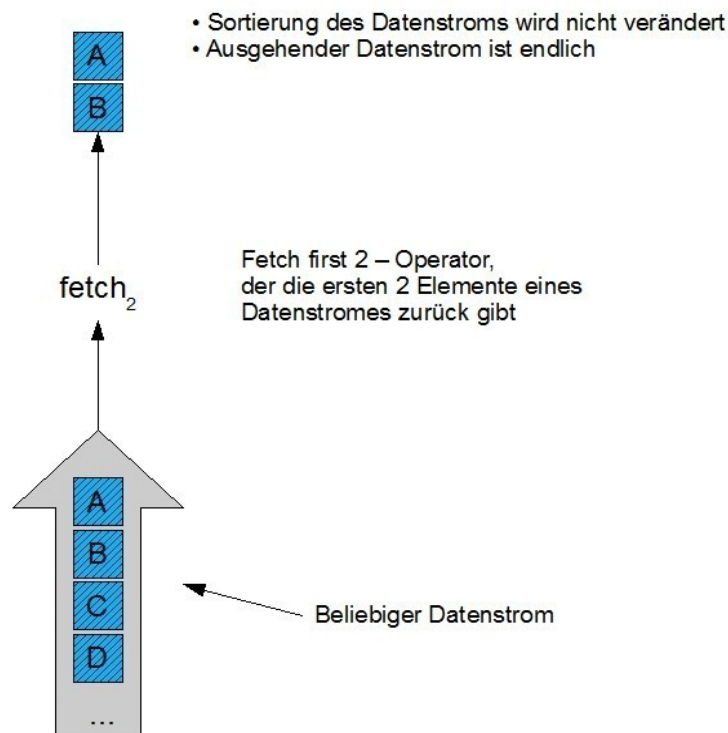 • Sortierung des Datenstroms wird nicht verändert
• Ausgehender Datenstrom ist endlich
A
B
Fetch first 2 – Operator,
der die ersten 2 Elemente eines
Datenstromes zurück gibt
fetch2
A
B
C
D
...
Beliebiger Datenstrom